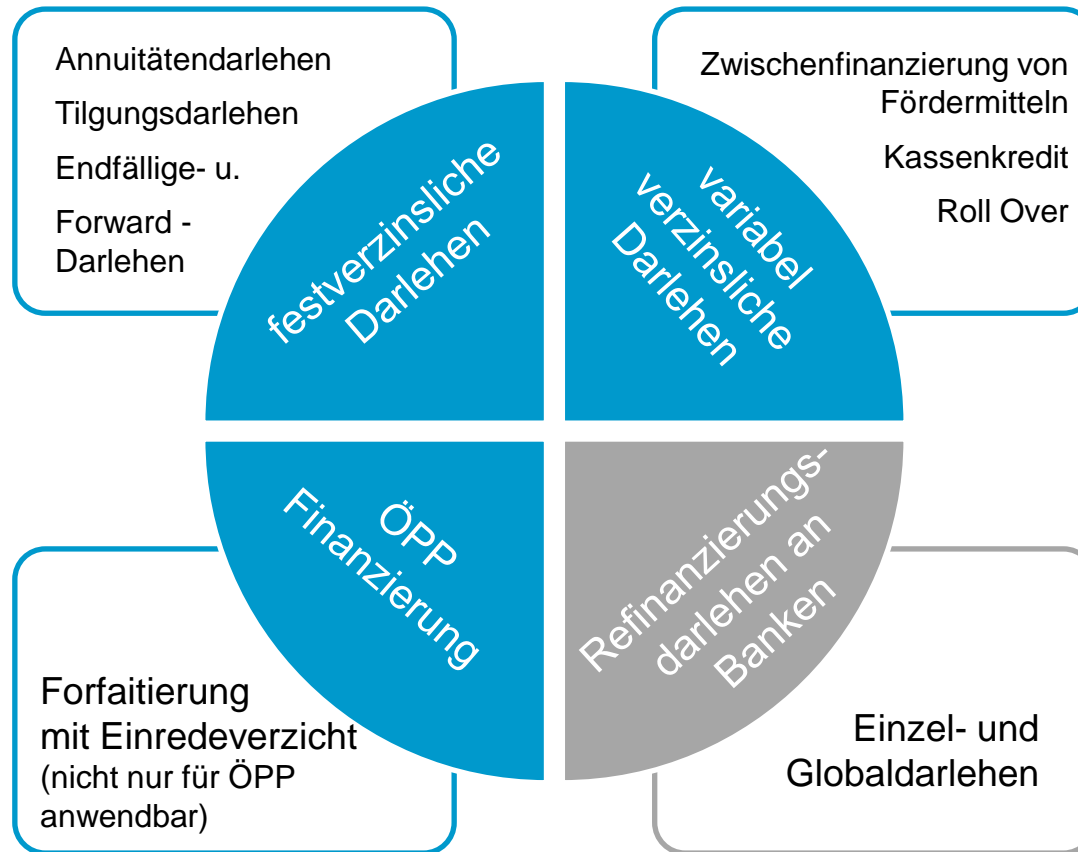 Annuitätendarlehen
Tilgungsdarlehen
Endfällige- u.
Forward -
Darlehen
festverzinsliche
Darlehen
Zwischenfinanzierung von
Fördermitteln
Kassenkredit
Roll Over
variabel
verzinsliche
Darlehen
ÖPP
Finanzierung
Forfaitierung
mit Einredeverzicht
(nicht nur für ÖPP
anwendbar)
Refinanzierungs-
darlehen an
Banken
Einzel- und
Globaldarlehen